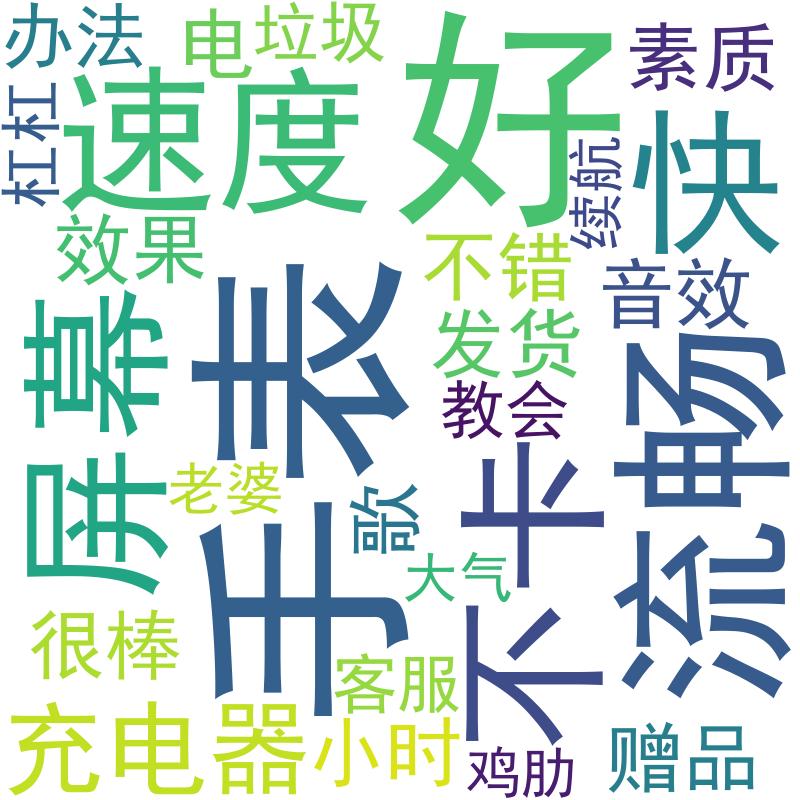 办法
电
垃圾
好
素质
杠杠
速度
快
续航
效果
不错
音效
屏幕
手表
发货
流畅
教会
不卡
老婆
歌
大气
很棒
客服
充电器
小时
鸡肋
赠品